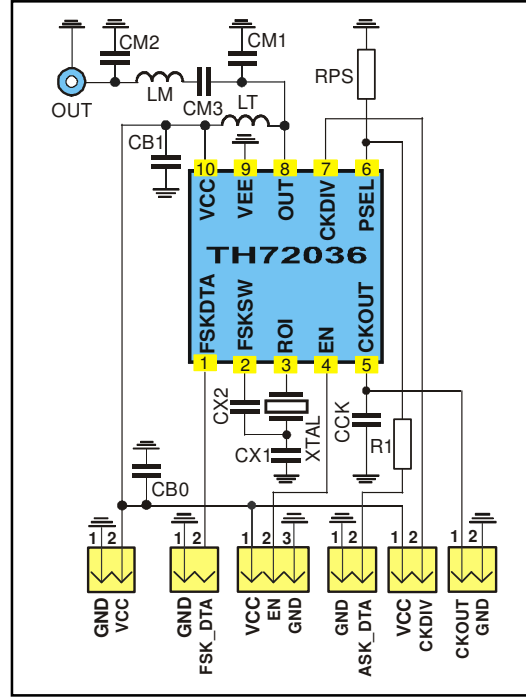 CM2
CM1
RPS
OUT
LM
CM3
LT
CB1
10 9 8 7 6
VCC VEE OUT CKDIV PSEL
TH72036
FSKDTA FSKSW ROI EN CKOUT
1 2 3 4 5
CX2
CX1
XTAL
CCK
R1
CB0
1 2 1 2 1 2 3 1 2 1 2 1 2
GND VCC GND FSK_DTA VCC EN GND GND ASK_DTA VCC CKDIV CKOUT GND